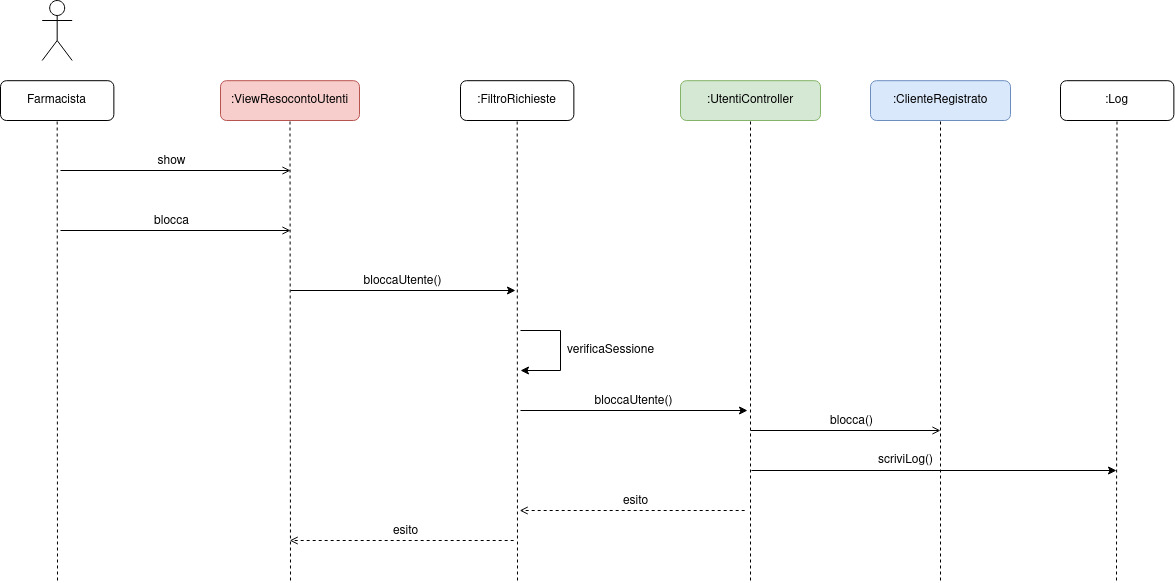 Farmacista
:ViewResocontoUtenti
:FiltroRichieste
:UtentiController
:ClienteRegistrato
:Log
show
blocca
bloccaUtente()
verificaSessione
bloccaUtente()
blocca()
scriviLog()
esito
esito